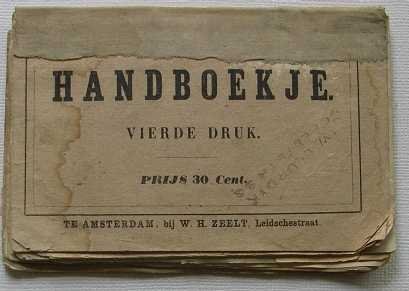 HANDBOEKJE.
VIERDE DRUK.
PRIJS 30 Cent.
TE AMSTERDAM, bij W. H. ZEELT, Leidschestraat